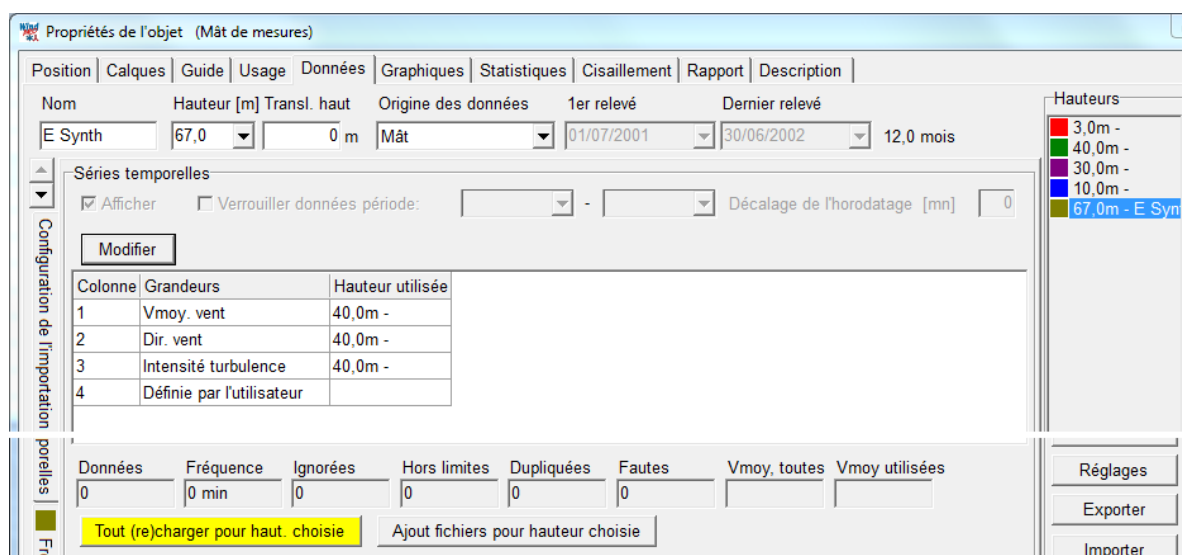 Propriétés de l'objet (Mât de mesures)
Position Calques Guide Usage Données Graphiques Statistiques Cisaillement Rapport Description
Nom Hauteur [m] Transl. haut Origine des données 1er relevé Dernier relevé
E Synth 67,0 0 m Mât 01/07/2001 30/06/2002 12,0 mois
Hauteurs
3,0m -
40,0m -
30,0m -
10,0m -
67,0m - E Syn
Séries temporelles
Afficher Verrouiller données période: - Décalage de l'horodatage [mn] 0
Modifier
Configuration de l'importation
Colonne Grandeurs Hauteur utilisée
1 Vmoy. vent 40,0m -
2 Dir. vent 40,0m -
3 Intensité turbulence 40,0m -
4 Définie par l'utilisateur
porelles
Données Fréquence Ignorées Hors limites Dupliquées Fautes Vmoy, toutes Vmoy utilisées
0 0 min 0 0 0 0
Tout (re)charger pour haut. choisie Ajout fichiers pour hauteur choisie
Réglages
Exporter
Importer